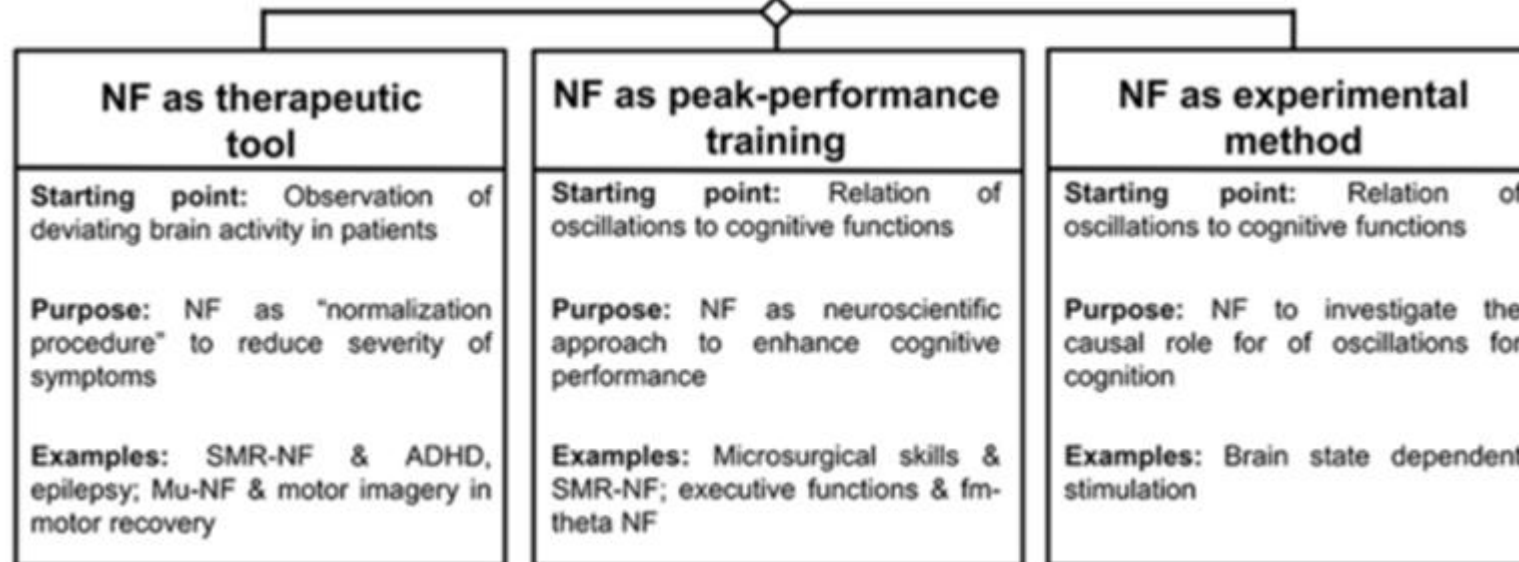 NF as therapeutic
tool
Starting point: Observation of
deviating brain activity in patients
Purpose: NF as "normalization
procedure" to reduce severity of
symptoms
Examples: SMR-NF & ADHD,
epilepsy; Mu-NF & motor imagery in
motor recovery
NF as peak-performance
training
Starting point: Relation of
oscillations to cognitive functions
Purpose: NF as neuroscientific
approach to enhance cognitive
performance
Examples: Microsurgical skills &
SMR-NF; executive functions & fm-
theta NF
NF as experimental
method
Starting point: Relation of
oscillations to cognitive functions
Purpose: NF to investigate the
causal role for of oscillations for
cognition
Examples: Brain state dependent
stimulation